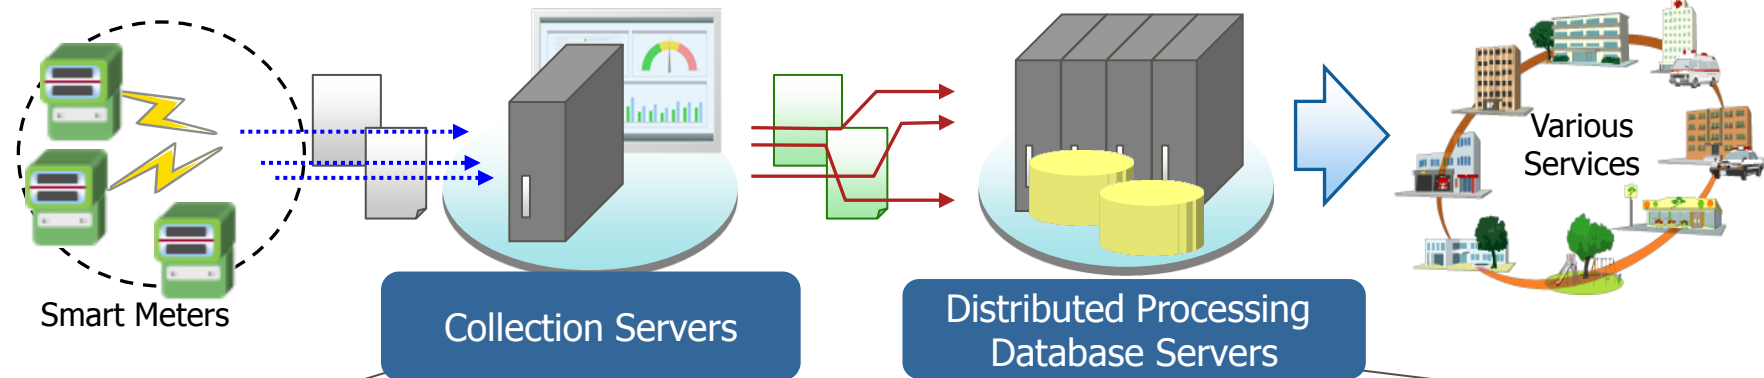 Smart Meters
Collection Servers
Distributed Processing
Database Servers
Various
Services